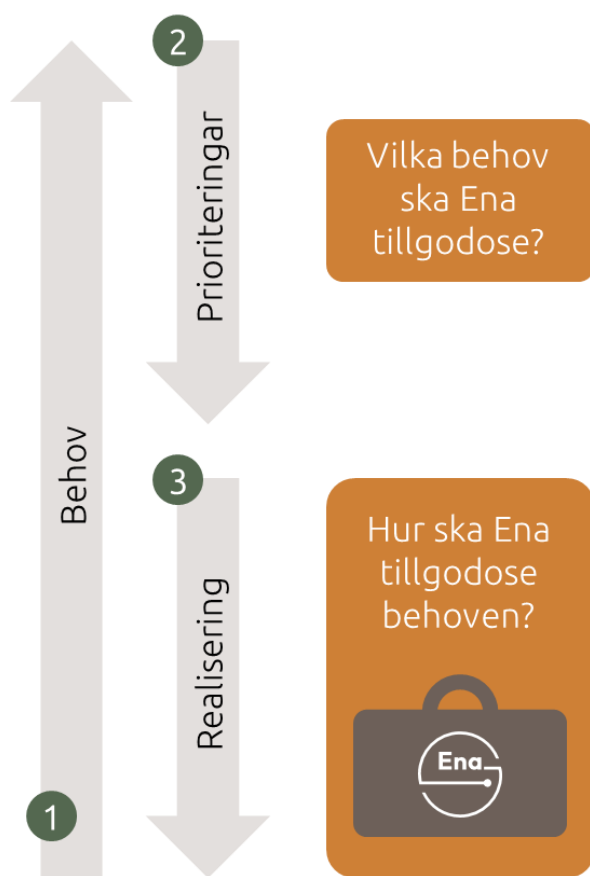 2
Prioriteringar
Vilka behov
ska Ena
tillgodose?
Behov
3
Realisering
Hur ska Ena
tillgodose
behoven?
Ena
1